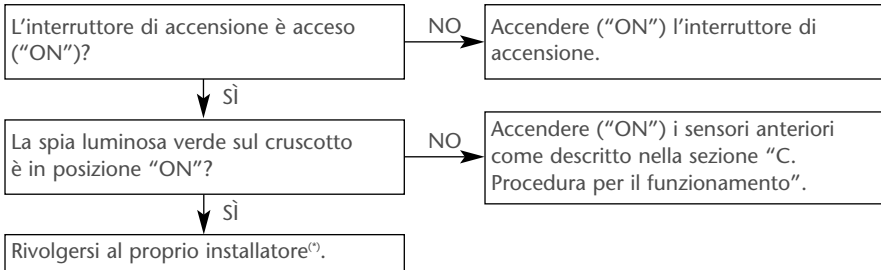 L'interruttore di accensione è acceso
("ON")?
NO
Accendere ("ON") l'interruttore di
accensione.
SÌ
La spia luminosa verde sul cruscotto
è in posizione "ON"?
NO
Accendere ("ON") i sensori anteriori
come descritto nella sezione "C.
Procedura per il funzionamento".
SÌ
Rivolgersi al proprio installatore(*).